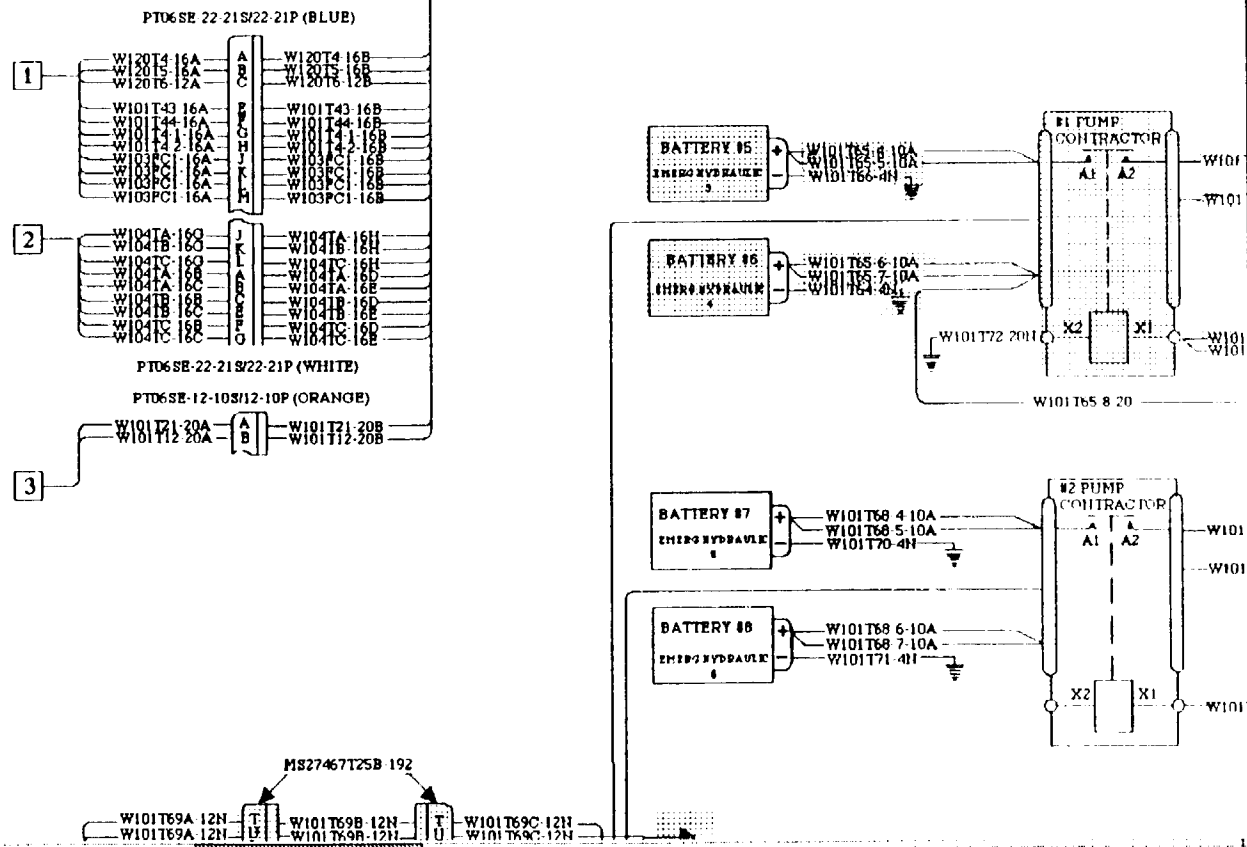 PT06SE-22-21S/22-21P (BLUE)
1
W120T4-16A A W120T4-16B
W120T5-16A B W120T5-16B
W120T6-12A C W120T6-12B
W101T43-16A E W101T43-16B
W101T44-16A F W101T44-16B
W101T4-1-16A G W101T4-1-16B
W101T4-2-16A H W101T4-2-16B
W103PC1-16A J W103PC1-16B
W103PC1-16A K W103PC1-16B
W103PC1-16A L W103PC1-16B
W103PC1-16A M W103PC1-16B
2
W104TA-16G J W104TA-16H
W104TB-16G K W104TB-16H
W104TC-16G L W104TC-16H
W104TA-16B A W104TA-16D
W104TA-16C B W104TA-16E
W104TB-16B C W104TB-16D
W104TB-16C E W104TB-16E
W104TC-16B F W104TC-16D
W104TC-16C G W104TC-16E
PT06SE-22-21S/22-21P (WHITE)
PT06SE-12-10S/12-10P (ORANGE)
W101T21-20A A W101T21-20B
W101T12-20A B W101T12-20B
3
BATTERY #5
EMERG HYDRAULIC
3
+
W101T65-5-10A
- W101T66-4N
BATTERY #6
EMERG HYDRAULIC
4
+ W101T65-6-10A
W101T65-7-10A
- W101T64-4N
#1 PUMP
CONTRACTOR
A1 A2
W101
W101
W101T72-20N X2 X1 W101
W101
W101T65-8-20
BATTERY #7
EMERG HYDRAULIC
+ W101T68-4-10A
W101T68-5-10A
- W101T70-4N
BATTERY #8
EMERG HYDRAULIC
6
+ W101T68-6-10A
W101T68-7-10A
- W101T71-4N
#2 PUMP
CONTRACTOR
A1 A2
W101
W101
X2 X1 W101
MS27467T25B-192
W101T69A-12N T W101T69B-12N T W101T69C-12N
W101T69A-12N U W101T69B-12N U W101T69C-12N
1